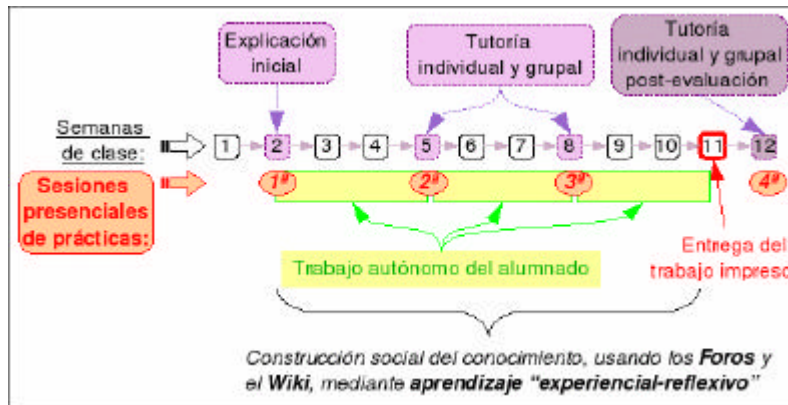 Explicación
inicial
Tutoría
individual y grupal
Tutoría
individual y grupal
post-evaluación
Semanas
de clase:
1 2 3 4 5 6 7 8 9 10 11 12
Sesiones
presenciales
de prácticas:
1ª 2ª 3ª 4ª
Trabajo autónomo del alumnado
Entrega del
trabajo impreso
Construcción social del conocimiento, usando los Foros y
el Wiki, mediante aprendizaje “experiencial-reflexivo”